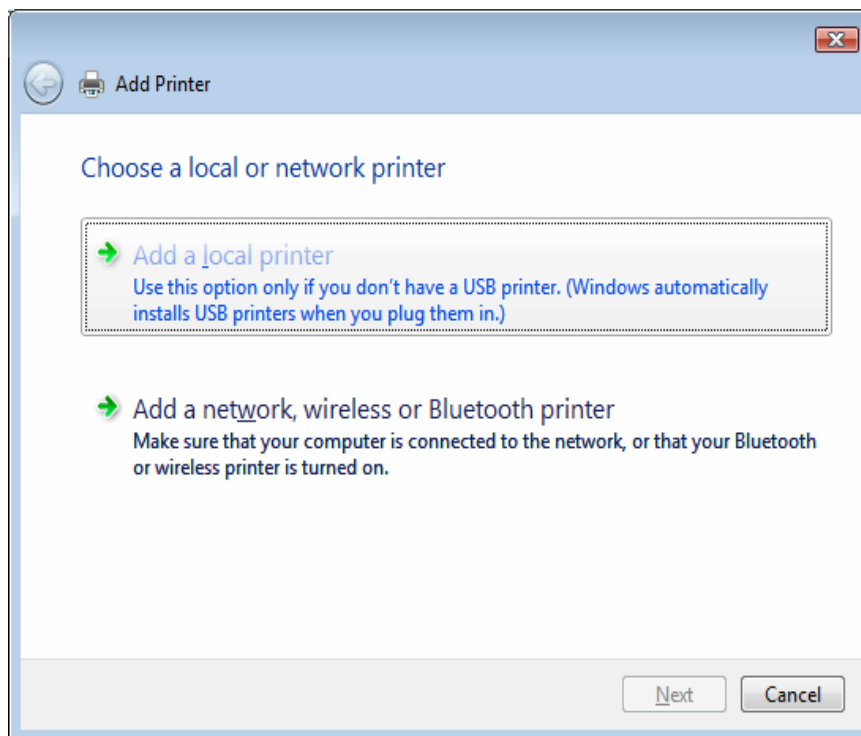 Add Printer
Choose a local or network printer
Add a local printer
Use this option only if you don't have a USB printer. (Windows automatically
installs USB printers when you plug them in.)
Add a network, wireless or Bluetooth printer
Make sure that your computer is connected to the network, or that your Bluetooth
or wireless printer is turned on.
Next
Cancel